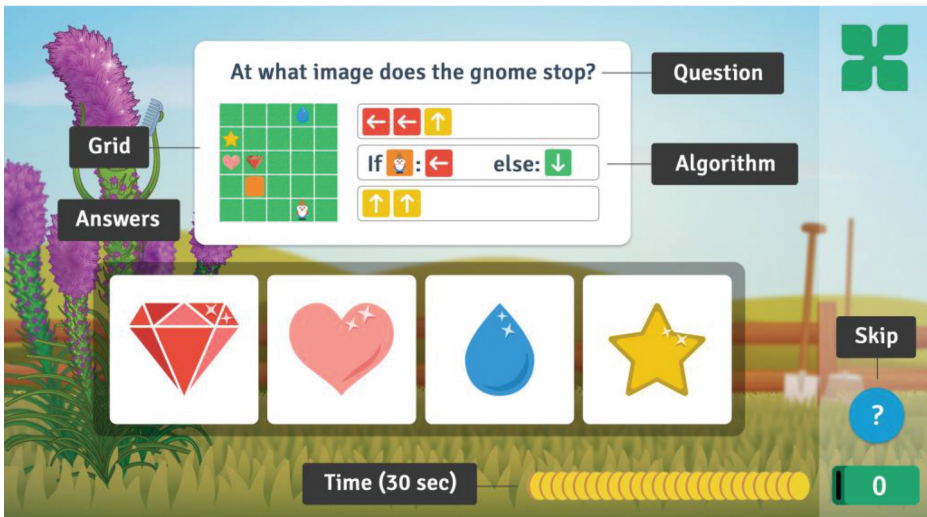 At what image does the gnome stop?
Question
Grid
If : else:
Algorithm
Answers
Skip
?
Time (30 sec)
0